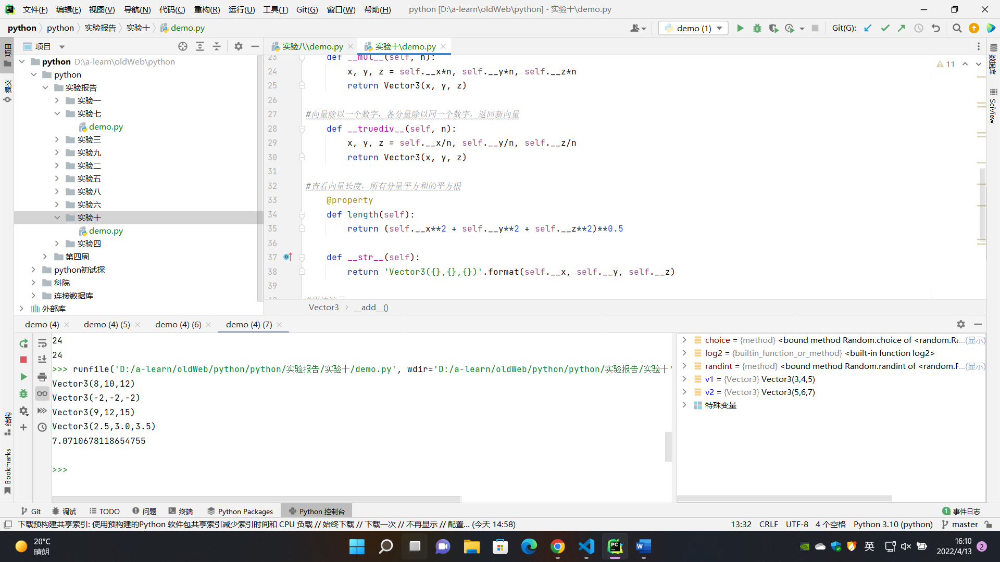 文件(F) 编辑(E) 视图(V) 导航(N) 代码(C) 重构(R) 运行(U) 工具(T) Git(G) 窗口(W) 帮助(H) python [D:\a-learn\oldWeb\python] - 实验十\demo.py
python python 实验报告 实验十 demo.py demo (1) Git(G):
项目
实验八\demo.py 实验十\demo.py
项目
提交
结构
Bookmarks
python D:\a-learn\oldWeb\python
python
实验报告
实验一
实验七
demo.py
实验三
实验九
实验二
实验五
实验八
实验六
实验十
demo.py
实验四
第四周
python初试探
科院
连接数据库
外部库
11
23 def __mul__(self, n):
24 x, y, z = self.__x*n, self.__y*n, self.__z*n
25 return Vector3(x, y, z)
26
27 #向量除以一个数字，各分量除以同一个数字，返回新向量
28 def __truediv__(self, n):
29 x, y, z = self.__x/n, self.__y/n, self.__z/n
30 return Vector3(x, y, z)
31
32 #查看向量长度，所有分量平方和的平方根
33 @property
34 def length(self):
35 return (self.__x**2 + self.__y**2 + self.__z**2)**0.5
36
37 def __str__(self):
38 return 'Vector3({},{},{})'.format(self.__x, self.__y, self.__z)
39
Vector3 __add__()
数据库
SciView
demo (4) demo (4) (5) demo (4) (6) demo (4) (7)
24
24
>>> runfile('D:/a-learn/oldWeb/python/python/实验报告/实验十/demo.py', wdir='D:/a-learn/oldWeb/python/python/实验报告/实验十'
Vector3(8,10,12)
Vector3(-2,-2,-2)
Vector3(9,12,15)
Vector3(2.5,3.0,3.5)
7.0710678118654755
>>>
choice = {method} <bound method Random.choice of <random.Ra...(显示)
log2 = {builtin_function_or_method} <built-in function log2>
randint = {method} <bound method Random.randint of <random.R...(显示)
v1 = {Vector3} Vector3(3,4,5)
v2 = {Vector3} Vector3(5,6,7)
特殊变量
Git 调试 TODO 问题 终端 Python Packages Python 控制台 1 事件日志
下载预构建共享索引: 使用预构建的Python 软件包共享索引减少索引时间和 CPU 负载 // 始终下载 // 下载一次 // 不再显示 // 配置... (今天 14:58) 13:32 CRLF UTF-8 4 个空格 Python 3.10 (python) master
20°C
晴朗
英
16:10
2022/4/13
2